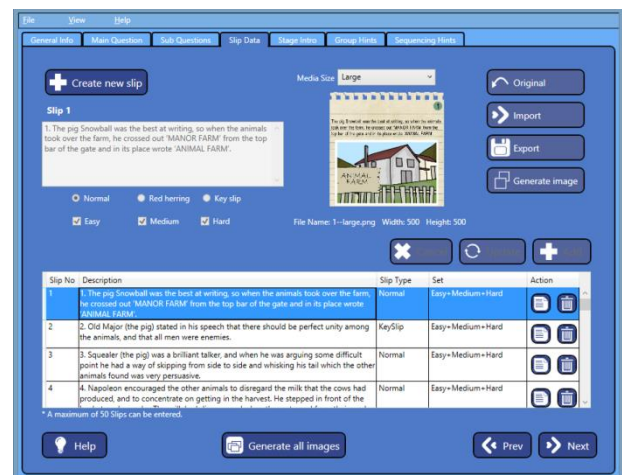 File View Help
General Info Main Question Sub Questions Slip Data Stage Intro Group Hints Sequencing Hints
Create new slip
Media Size Large
Original
Slip 1
Import
1. The pig Snowball was the best at writing, so when the animals
took over the farm, he crossed out 'MANOR FARM' from the top
bar of the gate and in its place wrote 'ANIMAL FARM'.
1
ANIMAL
FARM
Export
Generate image
Normal Red herring Key slip
Easy Medium Hard
File Name: 1--large.png Width: 500 Height: 500
Slip No Description Slip Type Set Action
1 1. The pig Snowball was the best at writing, so when the animals took over the farm, Normal Easy+Medium+Hard
he crossed out 'MANOR FARM' from the top bar of the gate and in its place wrote
'ANIMAL FARM'.
2 2. Old Major (the pig) stated in his speech that there should be perfect unity among KeySlip Easy+Medium+Hard
the animals, and that all men were enemies.
3 3. Squealer (the pig) was a brilliant talker, and when he was arguing some difficult Normal Easy+Medium+Hard
point he had a way of skipping from side to side and whisking his tail which the other
animals found was very persuasive.
4 4. Napoleon encouraged the other animals to disregard the milk that the cows had Normal Easy+Medium+Hard
produced, and to concentrate on getting in the harvest. He stepped in front of the
* A maximum of 50 Slips can be entered.
Help Generate all images Prev Next